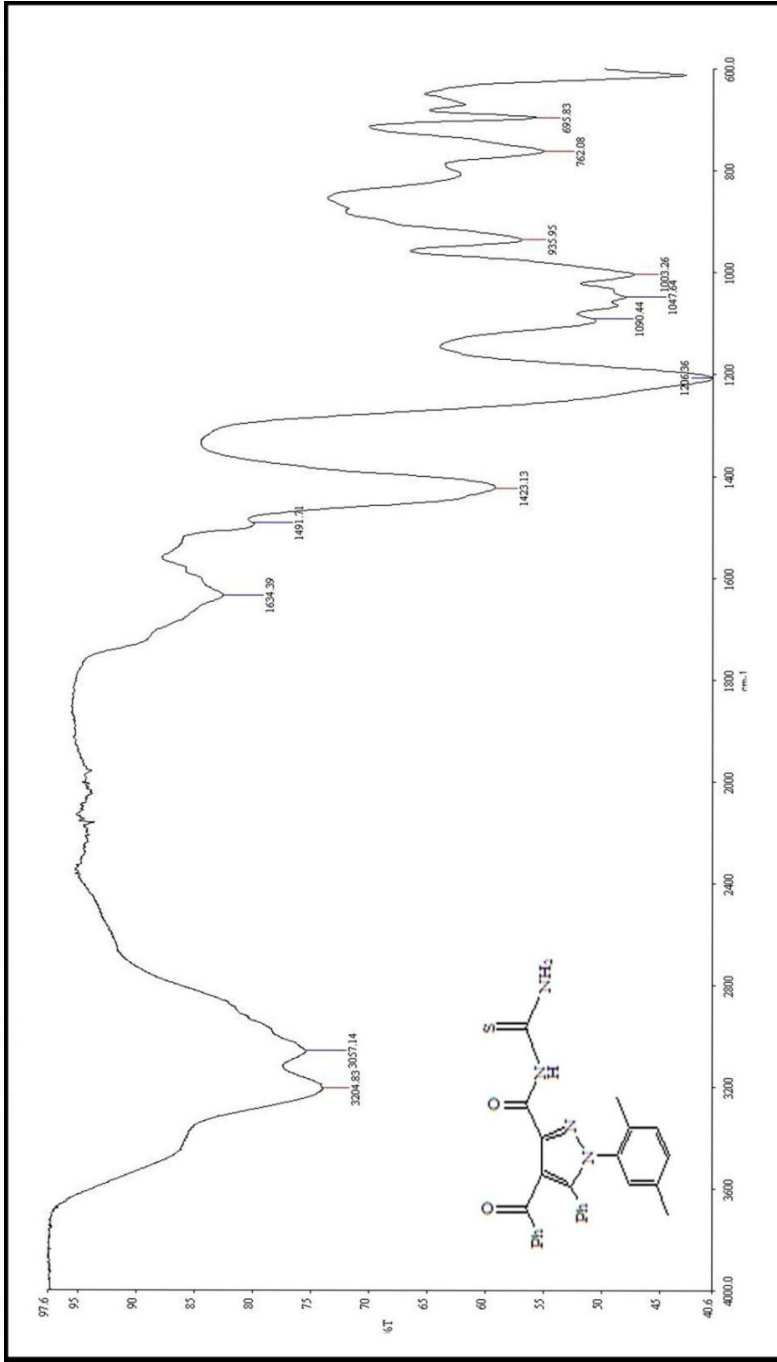 97.6
95
90
85
80
75
70
65
60
55
50
45
40.6
%T
3204.83
3057.14
1634.39
1491.71
1423.13
1206.36
1090.44
1047.64
1003.26
935.95
762.08
695.83
O
O
S
Ph
Ph
N
N
N
H
NH₂
4000.0 3600 3200 2800 2400 2000 1800 1600 1400 1200 1000 800 600.0
cm-1